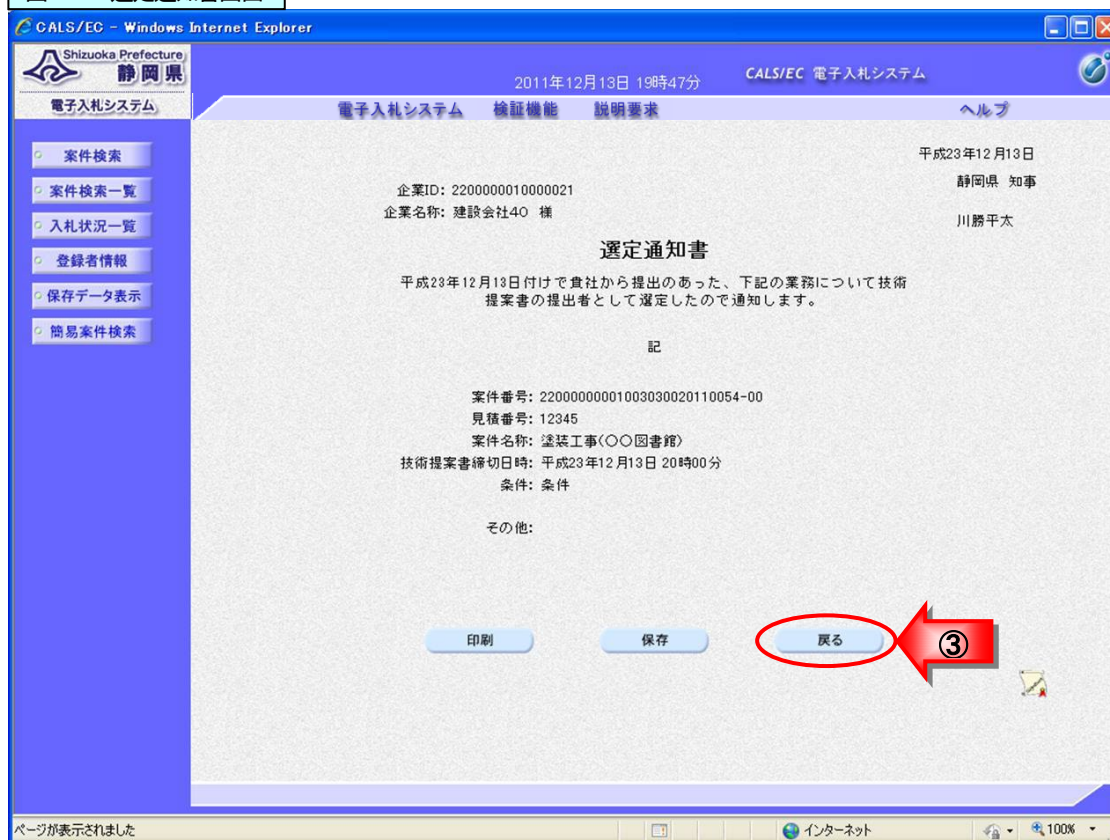 CALS/EC - Windows Internet Explorer
Shizuoka Prefecture
静岡県
電子入札システム
2011年12月13日 19時47分
CALS/EC 電子入札システム
電子入札システム 検証機能 説明要求 ヘルプ
案件検索
案件検索一覧
入札状況一覧
登録者情報
保存データ表示
簡易案件検索
平成23年12月13日
静岡県 知事
川勝平太
企業ID: 2200000010000021
企業名称: 建設会社40 様
選定通知書
平成23年12月13日付けで貴社から提出のあった、下記の業務について技術
提案書の提出者として選定したので通知します。
記
案件番号: 2200000000100303002011 0054-00
見積番号: 12345
案件名称: 塗装工事(○○図書館)
技術提案書締切日時: 平成23年12月13日 20時00分
条件: 条件
その他:
印刷
保存
戻る
③
ページが表示されました
インターネット
100%